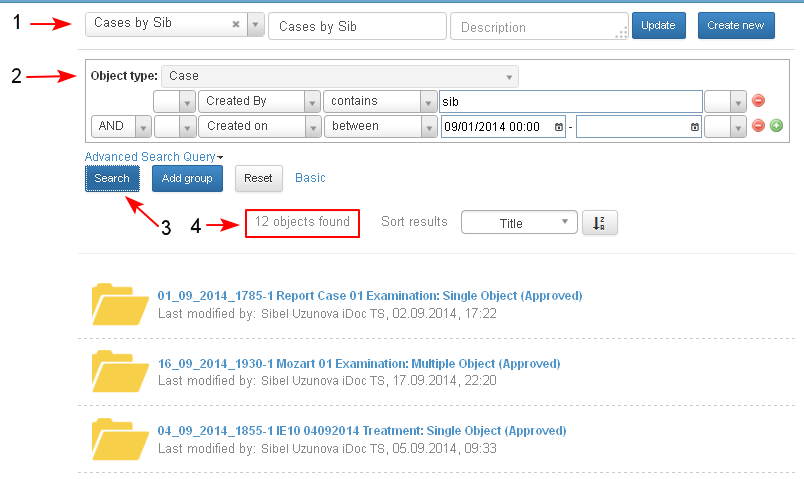 1 Cases by Sib Cases by Sib Description Update Create new
2 Object type: Case
Created By contains sib
AND Created on between 09/01/2014 00:00 -
Advanced Search Query
Search Add group Reset Basic
3 4 12 objects found Sort results Title
01_09_2014_1785-1 Report Case 01 Examination: Single Object (Approved)
Last modified by: Sibel Uzunova iDoc TS, 02.09.2014, 17:22
16_09_2014_1930-1 Mozart 01 Examination: Multiple Object (Approved)
Last modified by: Sibel Uzunova iDoc TS, 17.09.2014, 22:20
04_09_2014_1855-1 IE10 04092014 Treatment: Single Object (Approved)
Last modified by: Sibel Uzunova iDoc TS, 05.09.2014, 09:33